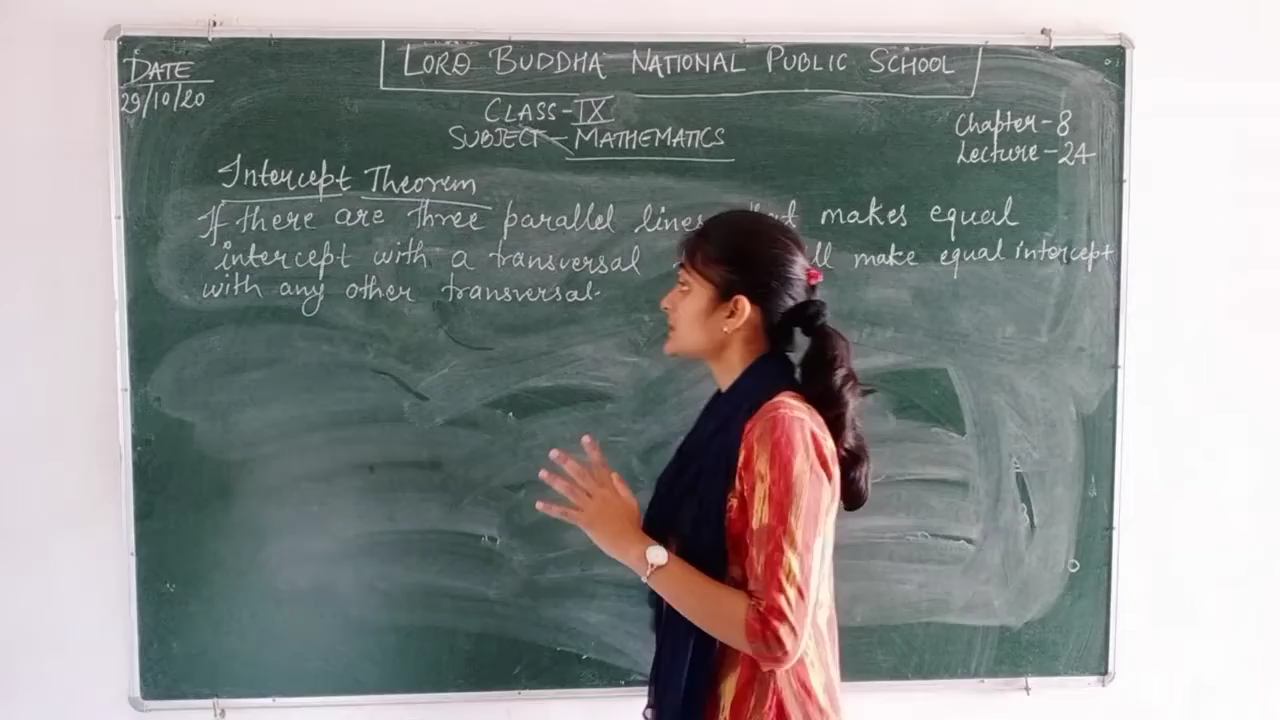 DATE
29/10/20
LORD BUDDHA NATIONAL PUBLIC SCHOOL
CLASS-IX
SUBJECT-MATHEMATICS
Chapter-8
Lecture-24
Intercept Theorem
If there are three parallel lines makes equal
intercept with a transversal make equal intercept
with any other transversal.